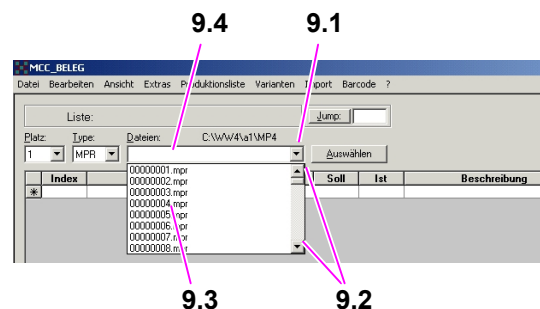 9.4 9.1
MCC_BELEG
Datei Bearbeiten Ansicht Extras Produktionsliste Varianten Import Barcode ?
Liste: Jump:
Platz: Type: Dateien: C:\WW4\a1\MP4
1 MPR Auswählen
Index Soll Ist Beschreibung
00000001.mpr
00000002.mpr
00000003.mpr
00000004.mpr
00000005.mpr
00000006.mpr
00000007.mpr
00000008.mpr
9.3 9.2